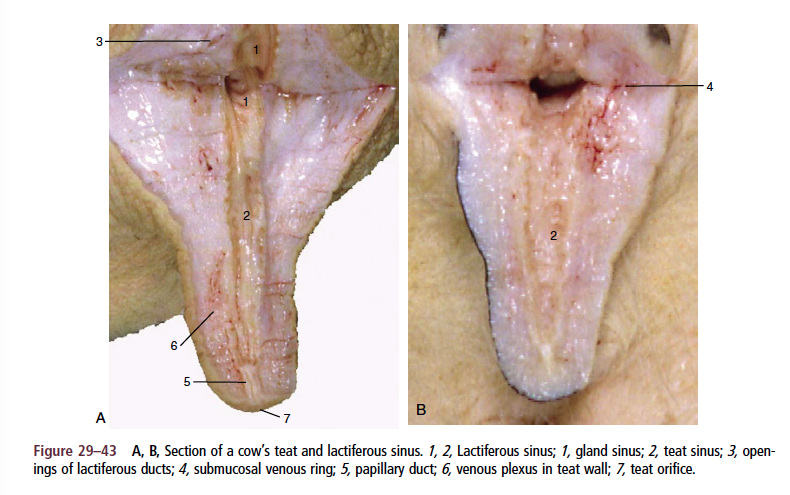 3
1
1
2
6
5
7
A
4
2
B
Figure 29–43 A, B, Section of a cow's teat and lactiferous sinus. 1, 2, Lactiferous sinus; 1, gland sinus; 2, teat sinus; 3, open-
ings of lactiferous ducts; 4, submucosal venous ring; 5, papillary duct; 6, venous plexus in teat wall; 7, teat orifice.